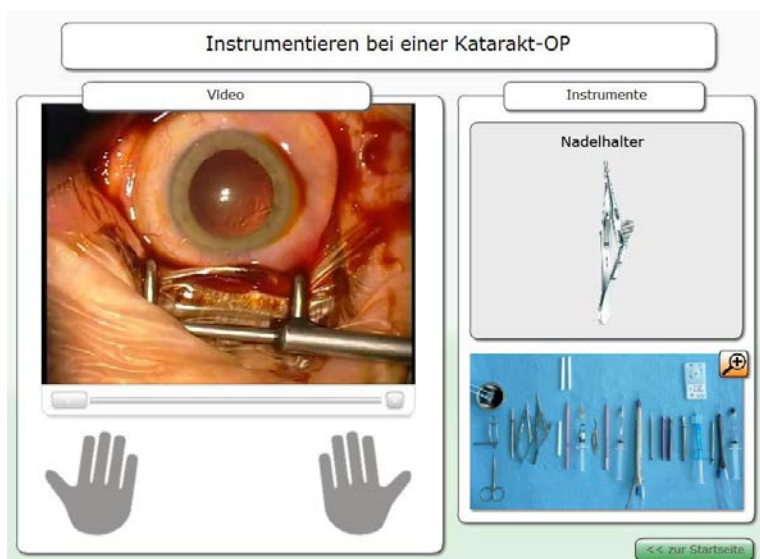 Instrumentieren bei einer Katarakt-OP
Video
Instrumente
Nadelhalter
<< zur Startseite